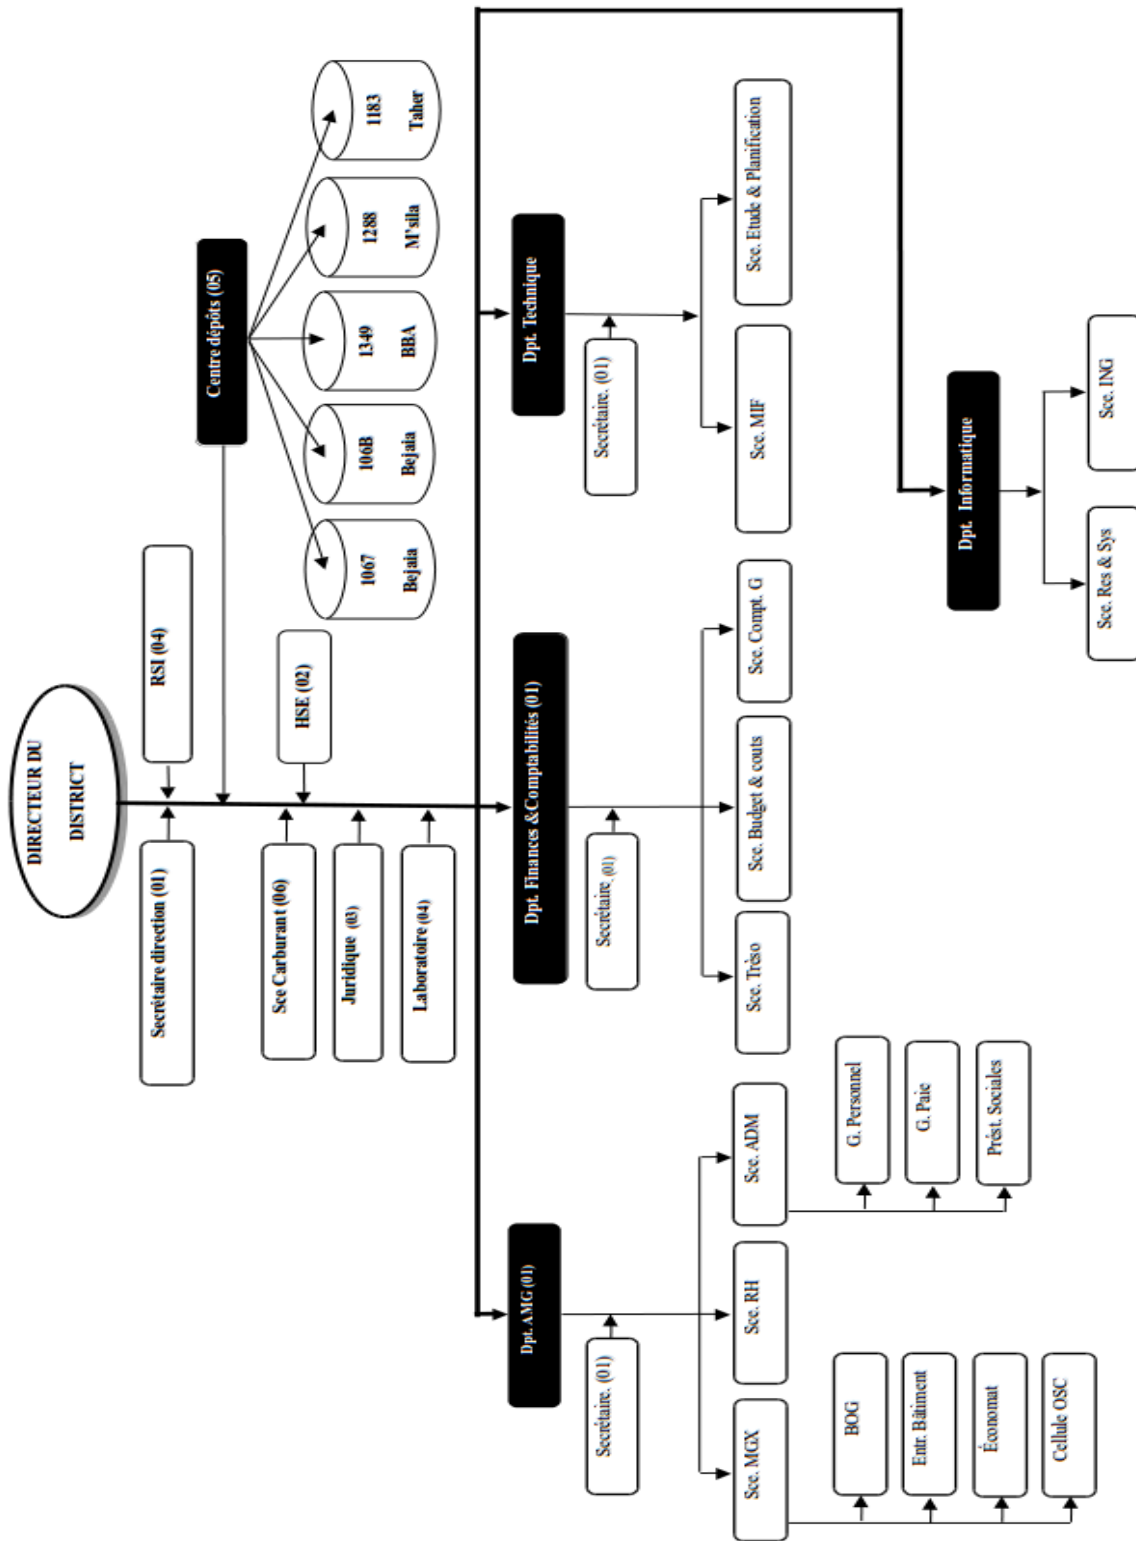 DIRECTEUR DU
DISTRICT
Secrétaire direction (01)
RSI (04)
Centre dépôts (05)
Sce Carburant (06)
HSE (02)
Juridique (03)
Laboratoire (04)
1067
Bejaia
106B
Bejaia
1349
BBA
1288
M'sila
1183
Taher
Dpt. AMG (01)
Dpt. Finances &Comptabilités (01)
Dpt. Technique
Secrétaire. (01)
Secrétaire. (01)
Secrétaire. (01)
Sce. MGX
Sce. RH
Sce. ADM
Sce. Trèso
Sce. Budget & couts
Sce. Compt. G
Sce. MIF
Sce. Etude & Planification
BOG
Entr. Bâtiment
Économat
Cellule OSC
G. Personnel
G. Paie
Prést. Sociales
Dpt. Informatique
Sce. Res & Sys
Sce. ING